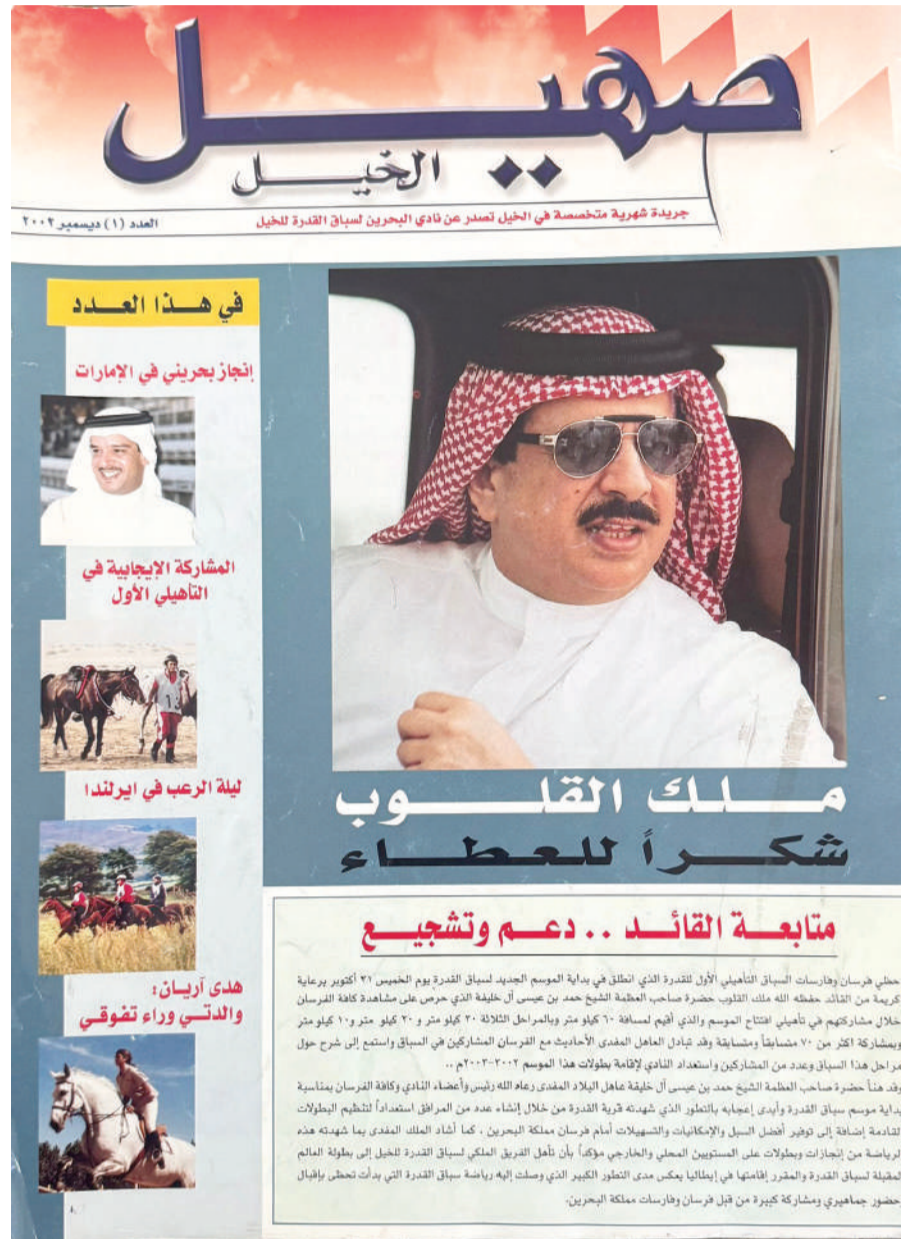 صهيل
الخيل
جريدة شهرية متخصصة في الخيل تصدر عن نادي البحرين لسباق القدرة للخيل
العدد (١) ديسمبر ٢٠٠٢
في هذا العدد
إنجاز بحريني في الإمارات
المشاركة الإيجابية في
التأهيلي الأول
ليلة الرعب في ايرلندا
هدى آريان:
والدتي وراء تفوقي
ملك القلوب
شكراً للعطاء
متابعة القائد .. دعم وتشجيع
حظي فرسان وفارسات السباق التأهيلي الأول للقدرة الذي انطلق في بداية الموسم الجديد لسباق القدرة يوم الخميس ٣١ أكتوبر برعاية
كريمة من القائد حفظه الله ملك القلوب حضرة صاحب العظمة الشيخ حمد بن عيسى آل خليفة الذي حرص على مشاهدة كافة الفرسان
خلال مشاركتهم في تأهيلي افتتاح الموسم والذي أقيم لمسافة ٦٠ كيلو متر وبالمراحل الثلاثة ٣٠ كيلو متر و ٢٠ كيلو متر و١٠ كيلو متر
وبمشاركة اكثر من ٧٠ متسابقاً ومتسابقة وقد تبادل العاهل المفدى الأحاديث مع الفرسان المشاركين في السباق واستمع إلى شرح حول
مراحل هذا السباق وعدد من المشاركين واستعداد النادي لإقامة بطولات هذا الموسم ٢٠٠٢-٢٠٠٣م ..
وقد هنأ حضرة صاحب العظمة الشيخ حمد بن عيسى آل خليفة عاهل البلاد المفدى رعاه الله رئيس وأعضاء النادي وكافة الفرسان بمناسبة
بداية موسم سباق القدرة وأبدى إعجابه بالتطور الذي شهدته قرية القدرة من خلال إنشاء عدد من المرافق استعداداً لتنظيم البطولات
القادمة إضافة إلى توفير أفضل السبل والإمكانيات والتسهيلات أمام فرسان مملكة البحرين ، كما أشاد الملك المفدى بما شهدته هذه
الرياضة من إنجازات وبطولات على المستويين المحلي والخارجي مؤكداً بأن تأهل الفريق الملكي لسباق القدرة للخيل إلى بطولة العالم
المقبلة لسباق القدرة والمقرر إقامتها في إيطاليا يعكس مدى التطور الكبير الذي وصلت إليه رياضة سباق القدرة التي بدأت تحظى بإقبال
حضور جماهيري ومشاركة كبيرة من قبل فرسان وفارسات مملكة البحرين.